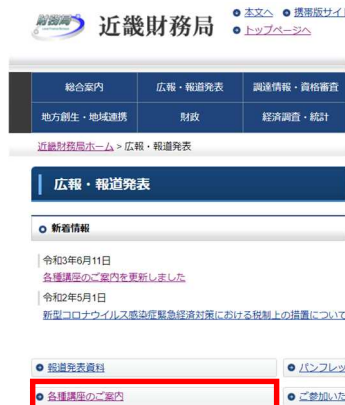 財務局
近畿財務局
本文へ 携帯版サイ
トップページへ
総合案内 広報・報道発表 調達情報・資格審査
地方創生・地域連携 財政 経済調査・統計
近畿財務局ホーム > 広報・報道発表
広報・報道発表
新着情報
令和3年6月11日
各種講座のご案内を更新しました
令和2年5月1日
新型コロナウイルス感染症緊急経済対策における税制上の措置について
報道発表資料 パンフレッ
各種講座のご案内 ご参加いた